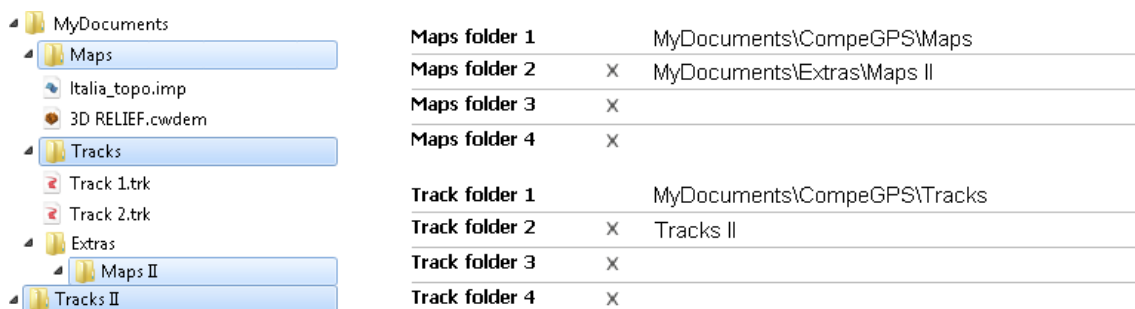 MyDocuments
Maps
Italia_topo.imp
3D RELIEF.cwdem
Tracks
Track 1.trk
Track 2.trk
Extras
Maps II
Tracks II
Maps folder 1 MyDocuments\CompeGPS\Maps
Maps folder 2 x MyDocuments\Extras\Maps II
Maps folder 3 x
Maps folder 4 x
Track folder 1 MyDocuments\CompeGPS\Tracks
Track folder 2 x Tracks II
Track folder 3 x
Track folder 4 x